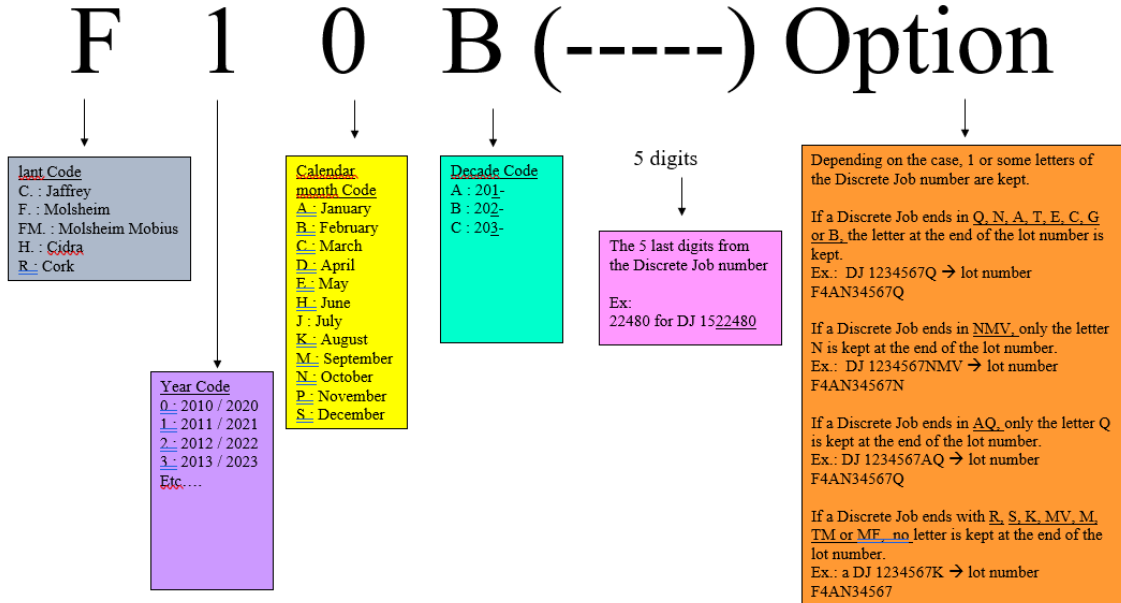 F 1 0 B (-----) Option
lant Code
C. : Jaffrey
F. : Molsheim
FM. : Molsheim Mobius
H. : Cidra
R : Cork
Year Code
0 : 2010 / 2020
1 : 2011 / 2021
2 : 2012 / 2022
3 : 2013 / 2023
Etc….
Calendar
month Code
A : January
B : February
C : March
D : April
E : May
H : June
J : July
K : August
M : September
N : October
P : November
S : December
Decade Code
A : 201-
B : 202-
C : 203-
5 digits
The 5 last digits from
the Discrete Job number
Ex:
22480 for DJ 1522480
Depending on the case, 1 or some letters of
the Discrete Job number are kept.
If a Discrete Job ends in Q, N, A, T, E, C, G
or B, the letter at the end of the lot number is
kept.
Ex.: DJ 1234567Q → lot number
F4AN34567Q
If a Discrete Job ends in NMV, only the letter
N is kept at the end of the lot number.
Ex.: DJ 1234567NMV → lot number
F4AN34567N
If a Discrete Job ends in AQ, only the letter Q
is kept at the end of the lot number.
Ex.: DJ 1234567AQ → lot number
F4AN34567Q
If a Discrete Job ends with R, S, K, MV, M,
TM or MF, no letter is kept at the end of the
lot number.
Ex.: a DJ 1234567K → lot number
F4AN34567